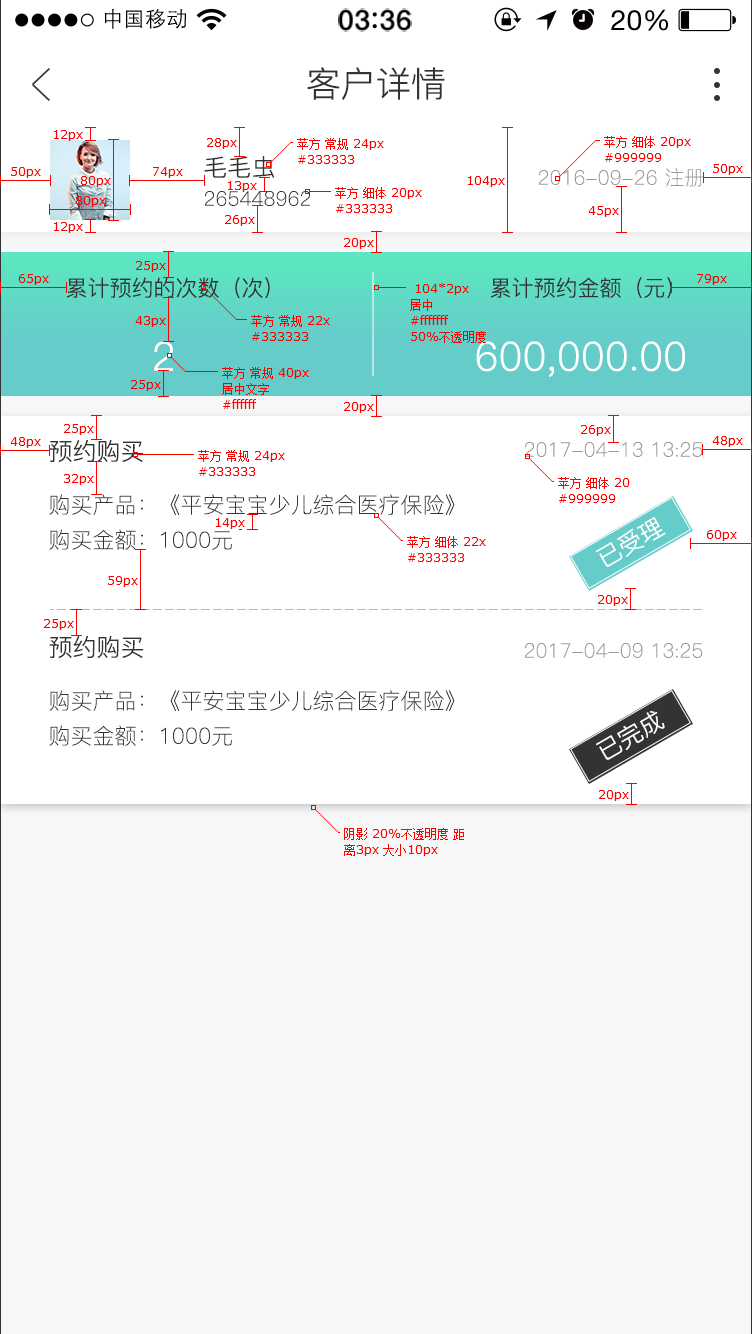 中国移动 03:36 20%
客户详情
12px
28px
苹方 常规 24px
#333333
苹方 细体 20px
#999999
50px
80px
74px
毛毛虫
104px
2016-09-26 注册
50px
13px
苹方 细体 20px
#333333
80px
265448962
45px
12px
26px
20px
25px
65px
累计预约的次数（次）
104*2px
居中
#fffffff
50%不透明度
累计预约金额（元）
79px
43px
苹方 常规 22x
#333333
2
600,000.00
25px
苹方 常规 40px
居中文字
#ffffff
20px
25px
26px
48px
预约购买
2017-04-13 13:25
48px
苹方 常规 24px
#333333
32px
苹方 细体 20
#999999
购买产品：《平安宝宝少儿综合医疗保险》
14px
购买金额：1000元
苹方 细体 22x
#333333
已受理
60px
59px
20px
25px
预约购买
2017-04-09 13:25
购买产品：《平安宝宝少儿综合医疗保险》
购买金额：1000元
已完成
20px
阴影 20%不透明度 距
离3px 大小10px